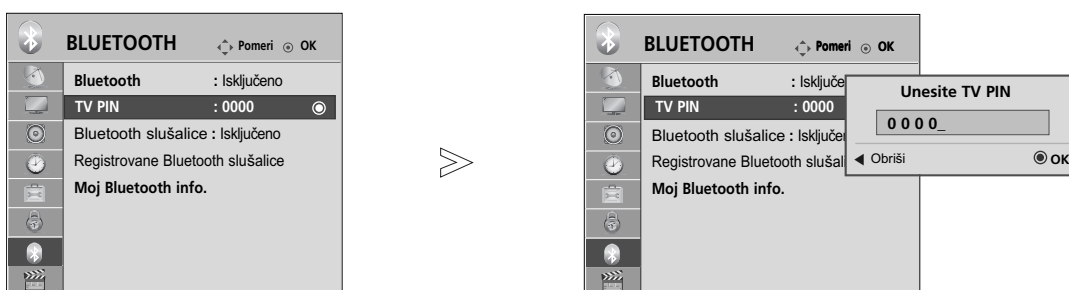 BLUETOOTH Pomeri OK
Bluetooth : Isključeno
TV PIN : 0000
Bluetooth slušalice : Isključeno
Registrovane Bluetooth slušalice
Moj Bluetooth info.
BLUETOOTH Pomeri OK
Bluetooth : Isključe
TV PIN : 0000
Bluetooth slušalice : Isključe
Registrovane Bluetooth slušal
Moj Bluetooth info.
Unesite TV PIN
0 0 0 0_
Obriši OK